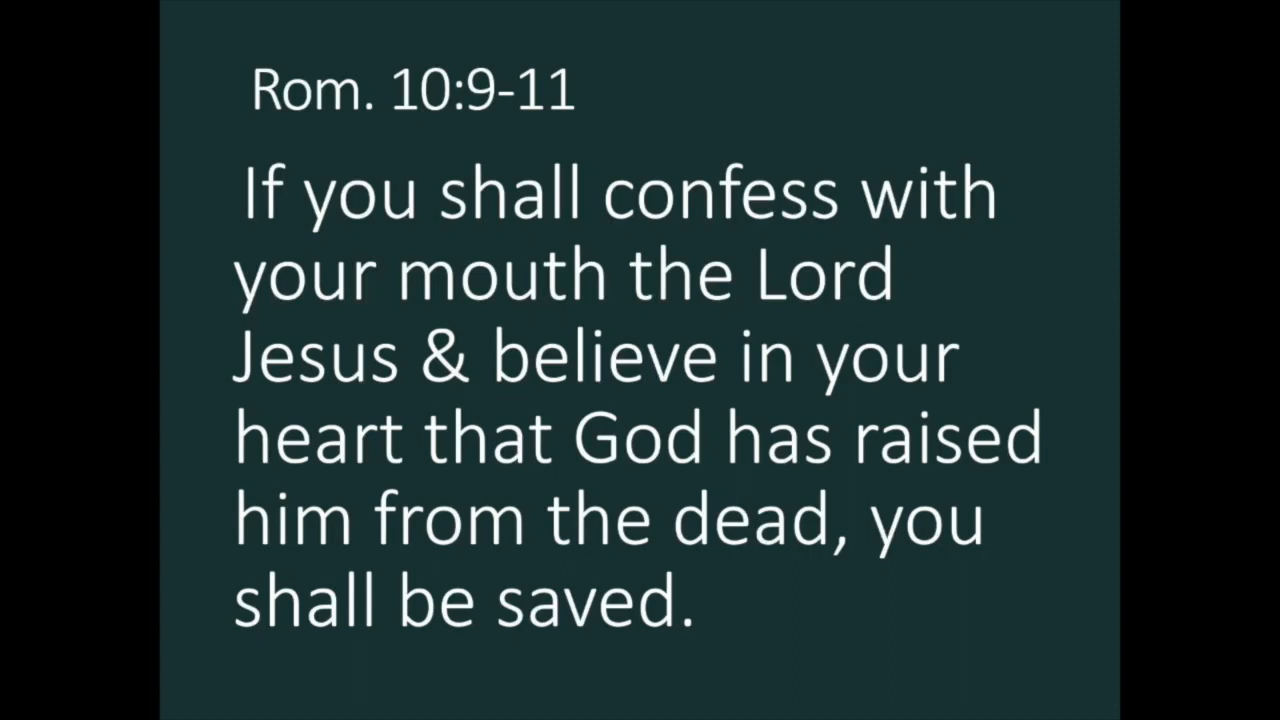 Rom. 10:9-11
If you shall confess with
your mouth the Lord
Jesus & believe in your
heart that God has raised
him from the dead, you
shall be saved.